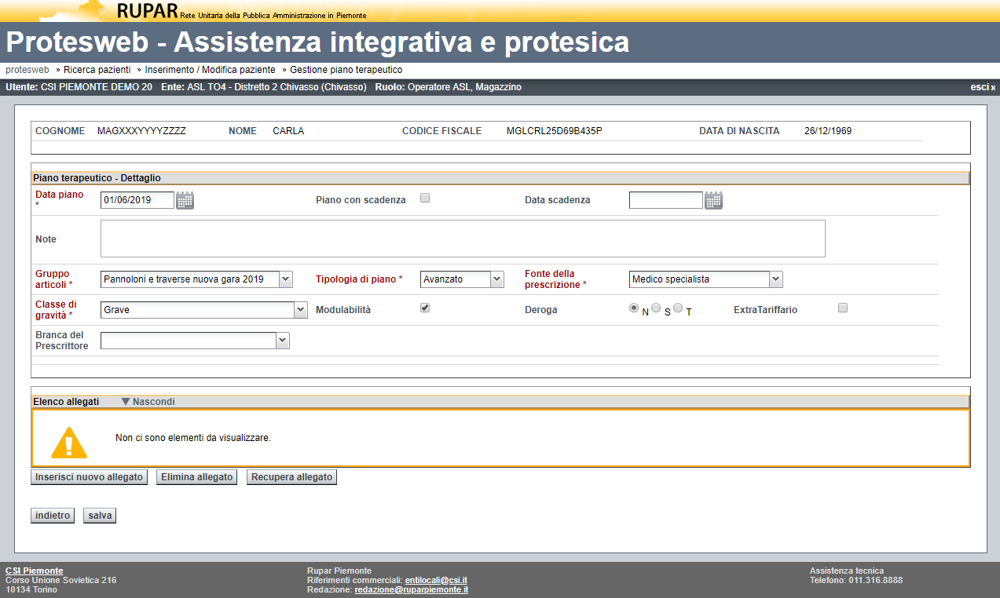 RUPAR Rete Unitaria della Pubblica Amministrazione in Piemonte
Protesweb - Assistenza integrativa e protesica
protesweb » Ricerca pazienti » Inserimento / Modifica paziente » Gestione piano terapeutico
Utente: CSI PIEMONTE DEMO 20 Ente: ASL TO4 - Distretto 2 Chivasso (Chivasso) Ruolo: Operatore ASL, Magazzino esci x
COGNOME MAGXXXYYYYZZZZ NOME CARLA CODICE FISCALE MGLCRL25D69B435P DATA DI NASCITA 26/12/1969
Piano terapeutico - Dettaglio
Data piano * 01/06/2019 Piano con scadenza Data scadenza
Note
Gruppo articoli * Pannoloni e traverse nuova gara 2019 Tipologia di piano * Avanzato Fonte della prescrizione * Medico specialista
Classe di gravità * Grave Modulabilità Deroga N S T ExtraTariffario
Branca del Prescrittore
Elenco allegati ▼ Nascondi
Non ci sono elementi da visualizzare.
Inserisci nuovo allegato Elimina allegato Recupera allegato
indietro salva
CSI Piemonte Rupar Piemonte Assistenza tecnica
Corso Unione Sovietica 216 Riferimenti commerciali: entilocali@csi.it Telefono: 011.316.8888
10134 Torino Redazione: redazione@ruparpiemonte.it